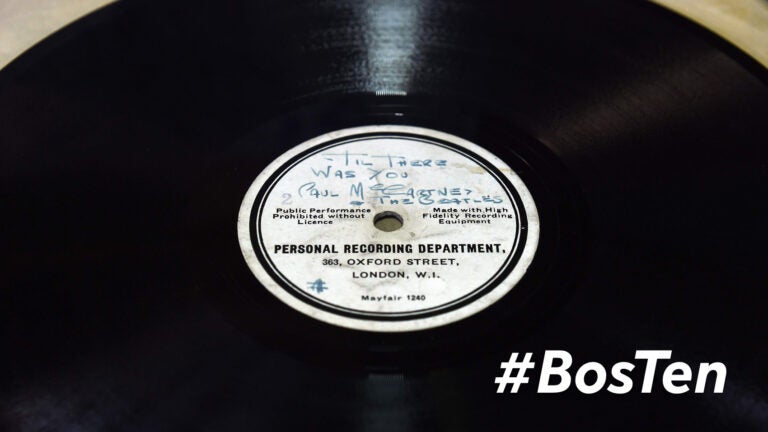 'TIL THERE
WAS YOU
PAUL McCARTNEY
& THE BEATLES
2
Public Performance
Prohibited without
Licence
Made with High
Fidelity Recording
Equipment
PERSONAL RECORDING DEPARTMENT,
363, OXFORD STREET,
LONDON, W.I.
Mayfair 1240
#BosTen